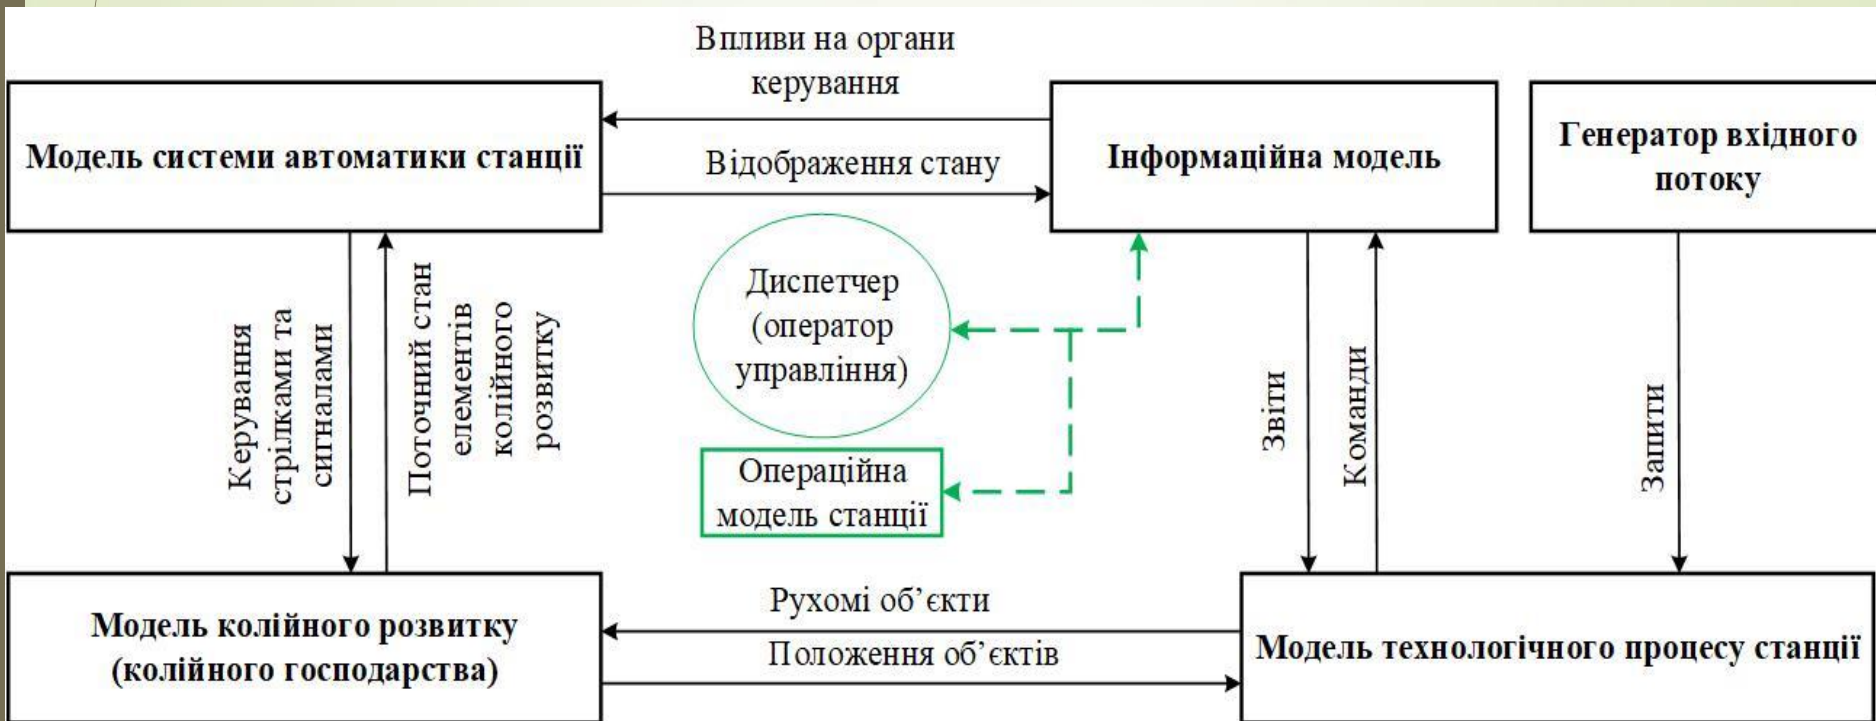 Впливи на органи
керування
Модель системи автоматики станції
Відображення стану
Інформаційна модель
Генератор вхідного
потоку
Керування
стрілками та
сигналами
Поточний стан
елементів
колійного
розвитку
Диспетчер
(оператор
управління)
Операційна
модель станції
Звіти
Команди
Запити
Модель колійного розвитку
(колійного господарства)
Рухомі об’єкти
Положення об’єктів
Модель технологічного процесу станції